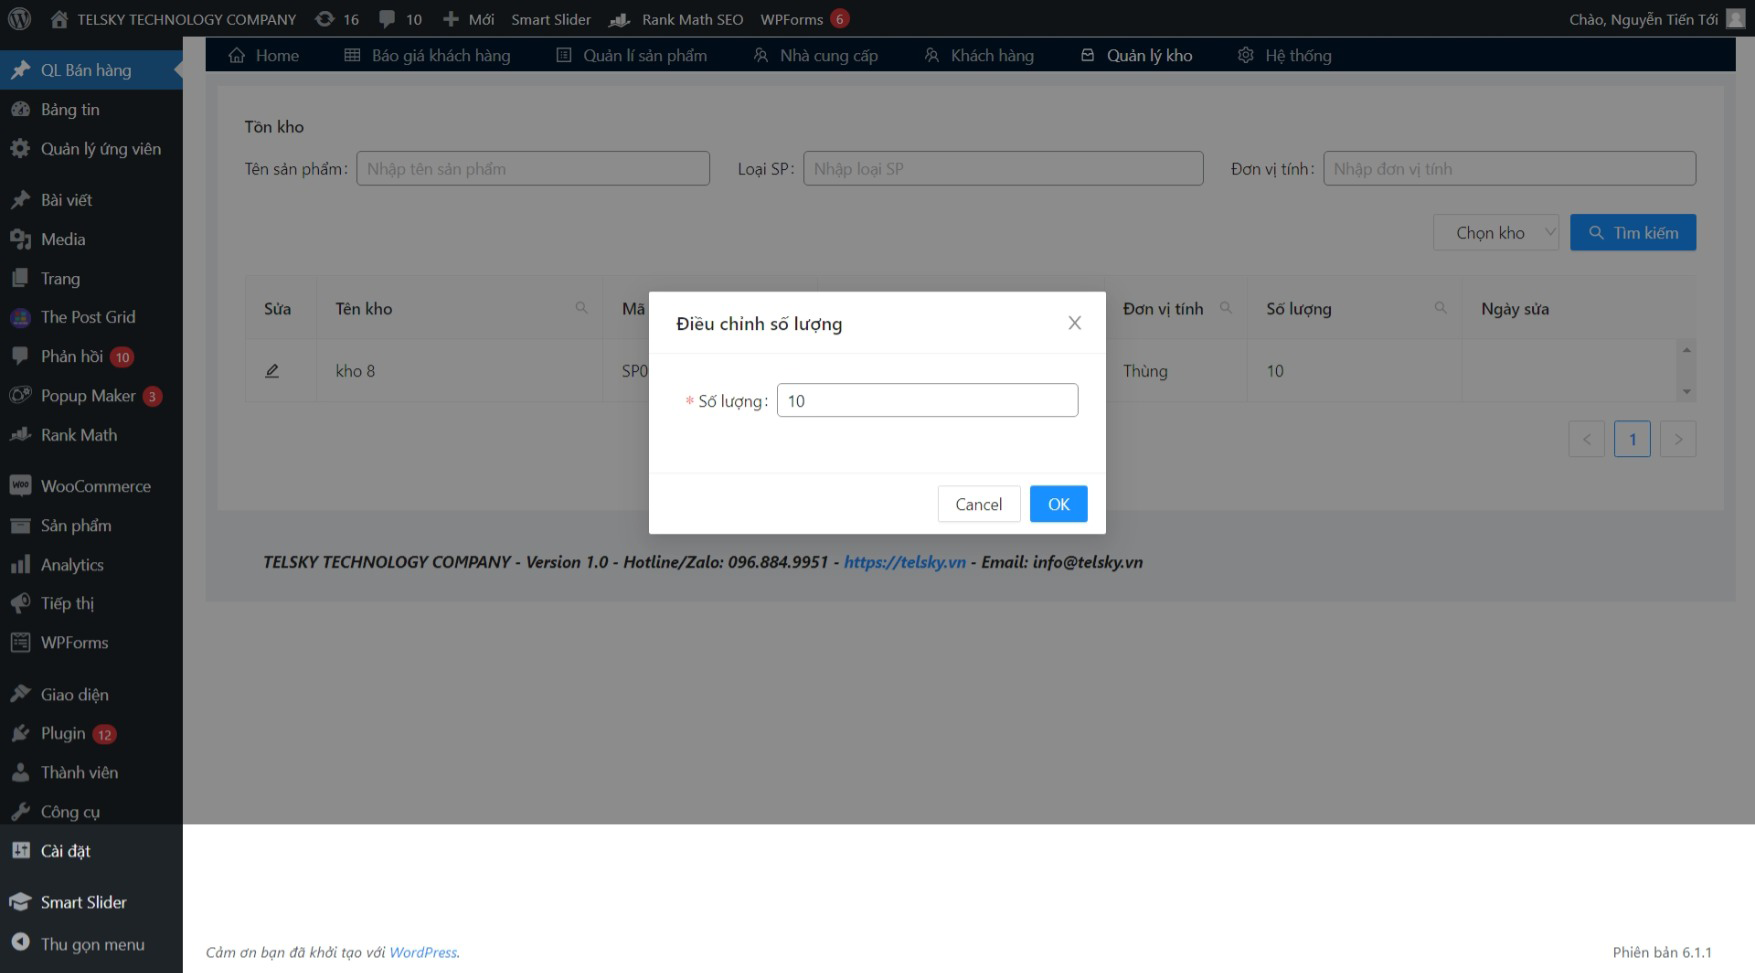 TELSKY TECHNOLOGY COMPANY 16 10 Mới Smart Slider Rank Math SEO WPForms 6 Chào, Nguyễn Tiến Tới
Home Báo giá khách hàng Quản lí sản phẩm Nhà cung cấp Khách hàng Quản lý kho Hệ thống
QL Bán hàng
Bảng tin
Quản lý ứng viên
Bài viết
Media
Trang
The Post Grid
Phản hồi 10
Popup Maker 3
Rank Math
WooCommerce
Sản phẩm
Analytics
Tiếp thị
WPForms
Giao diện
Plugin 12
Thành viên
Công cụ
Cài đặt
Smart Slider
Thu gọn menu
Tồn kho
Tên sản phẩm: Nhập tên sản phẩm Loại SP: Nhập loại SP Đơn vị tính: Nhập đơn vị tính
Chọn kho Tìm kiếm
Sửa Tên kho Mã Đơn vị tính Số lượng Ngày sửa
kho 8 SP0 Thùng 10
1
Điều chỉnh số lượng
* Số lượng: 10
Cancel OK
TELSKY TECHNOLOGY COMPANY - Version 1.0 - Hotline/Zalo: 096.884.9951 - https://telsky.vn - Email: info@telsky.vn
Cảm ơn bạn đã khởi tạo với WordPress. Phiên bản 6.1.1